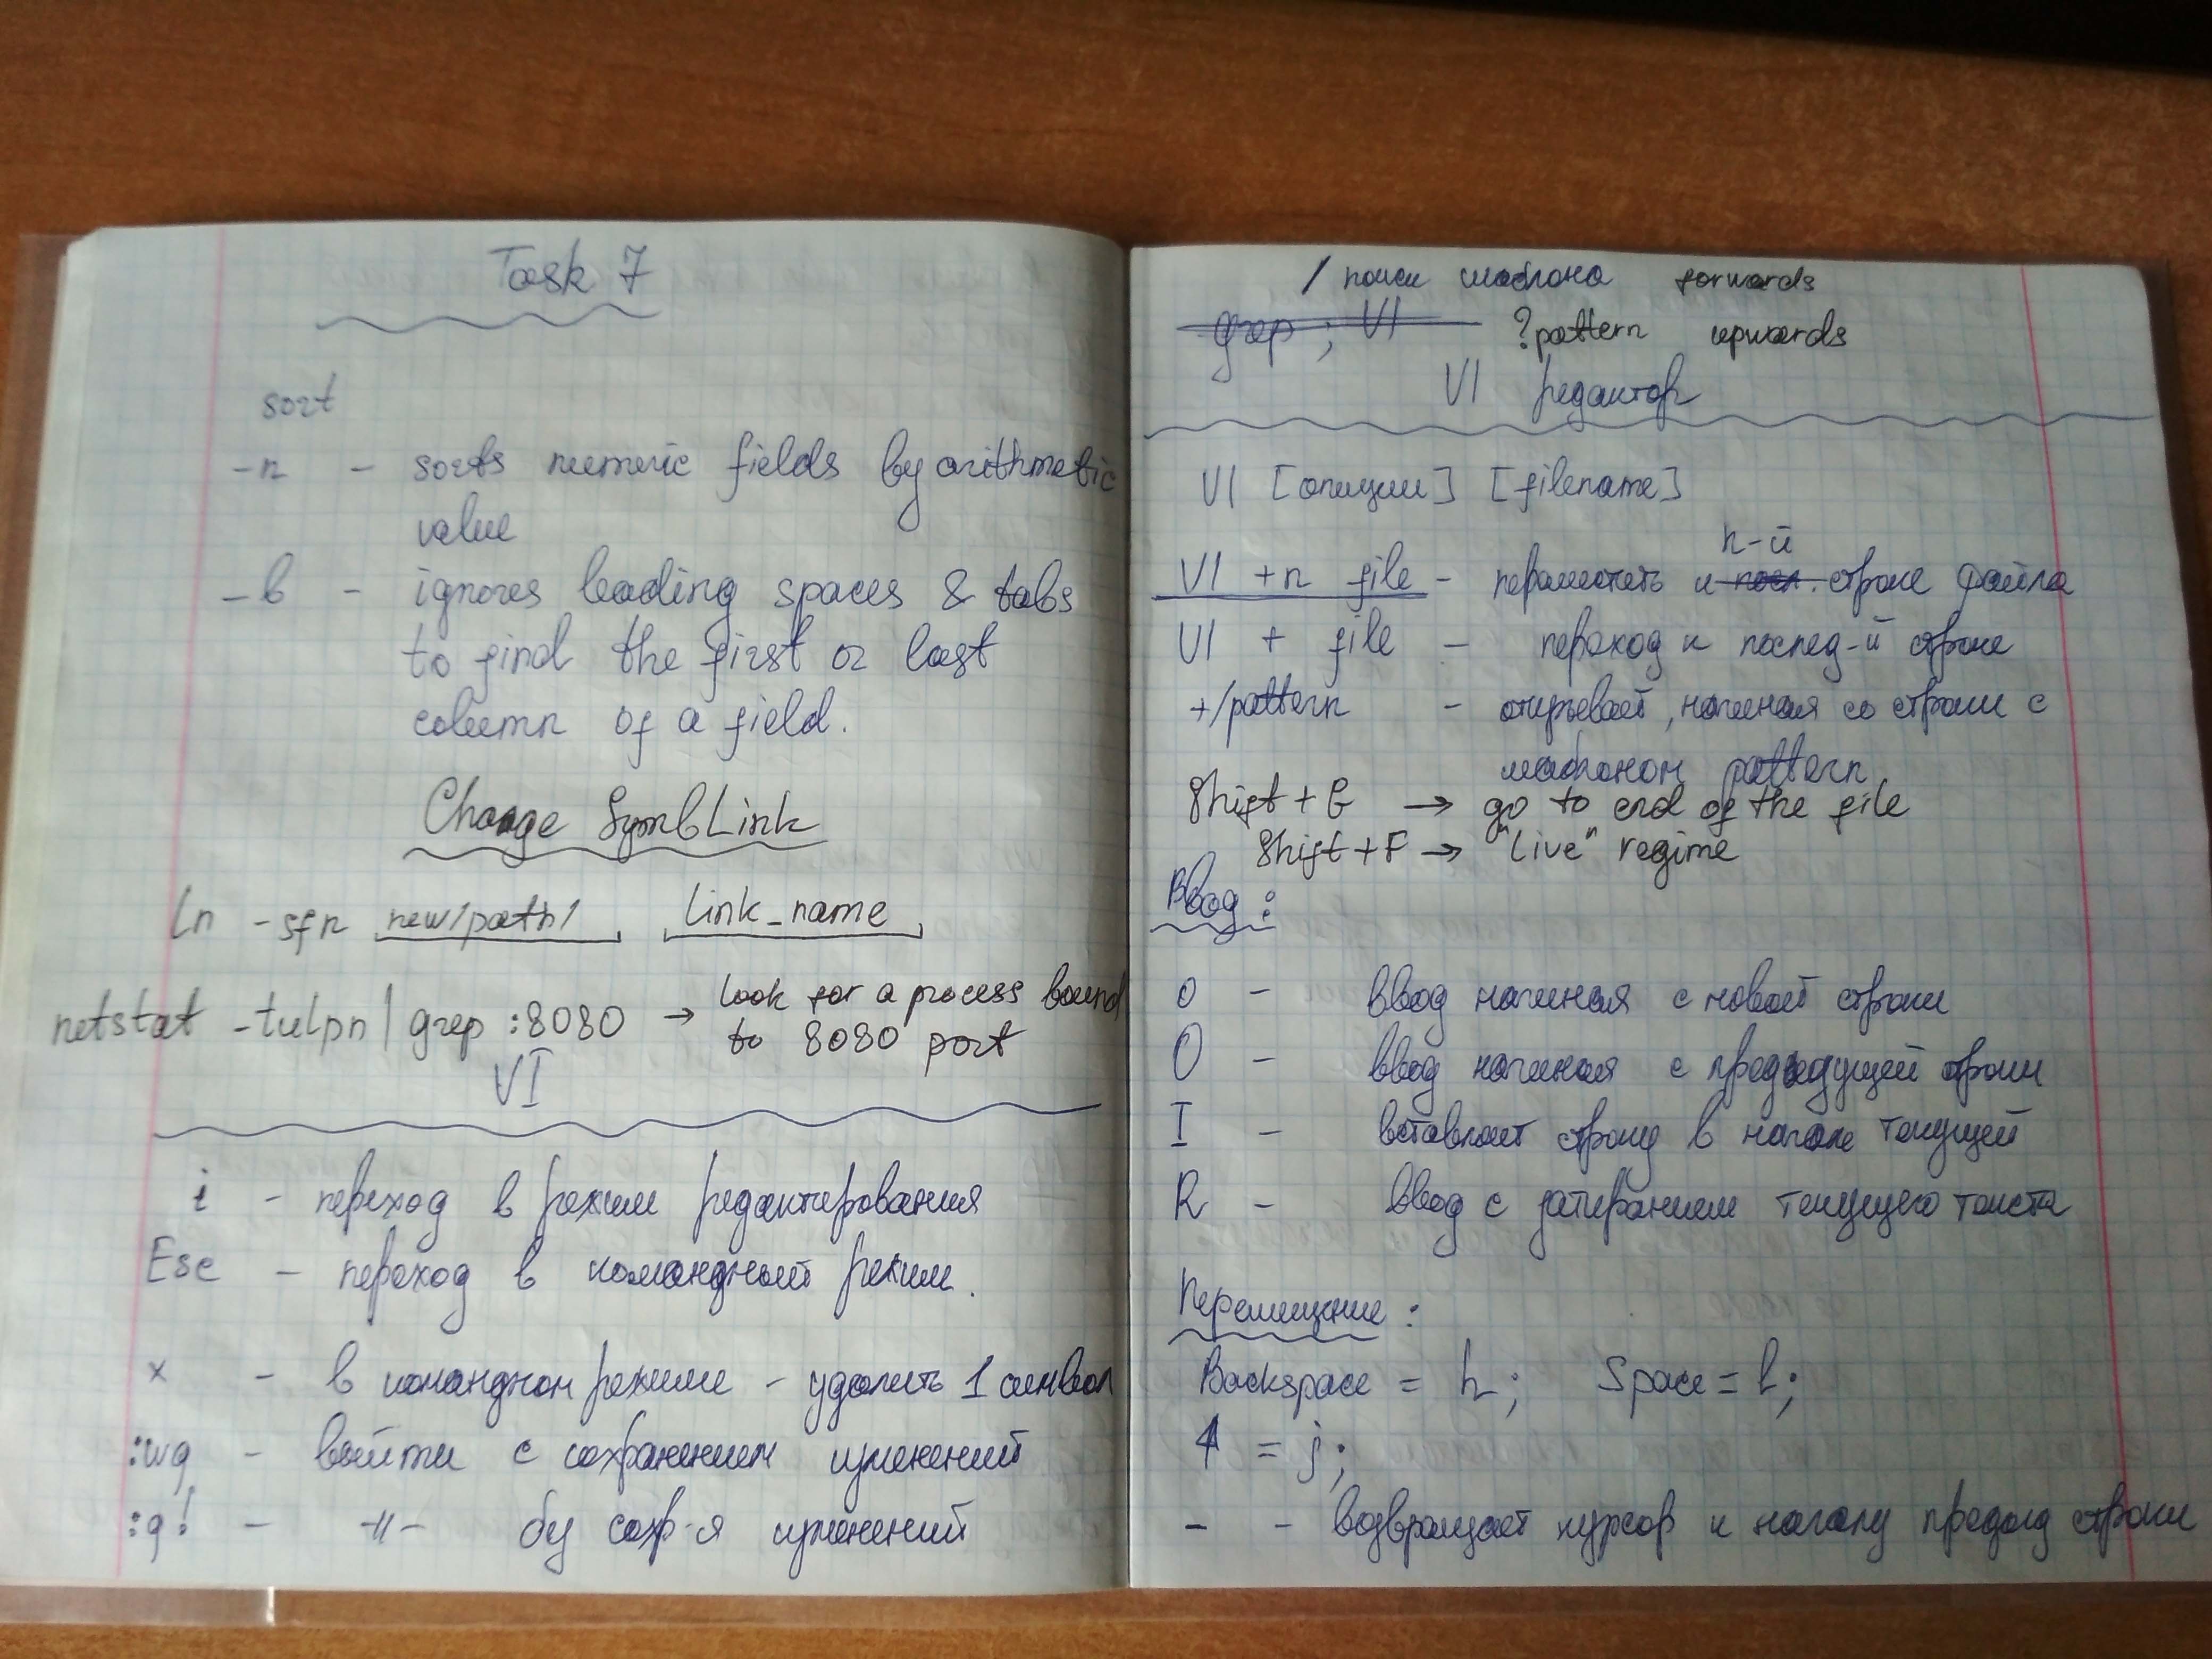 Task 7
sort
-n - sorts numeric fields by arithmetic
value
-b - ignores leading spaces & tabs
to find the first or last
column of a field.
Change SymbLink
ln -sfn new/path/ link_name
netstat -tulpn | grep :8080 → look for a process bound
to 8080 port
VI
i - переход в режим редактирования
Esc - переход в командный режим.
x - в командном режиме - удалить 1 символ
:wq - выйти с сохранением изменений
:q! - -||- без сохр-я изменений
/ поиск шаблона forwards
grep ; VI ?pattern upwards
VI редактор
VI [опции] [filename]
n-й
VI +n file - переместить к посл. строке файла
VI + file - переход к послед-й строке
+/pattern - открывает, начиная со строки с
шаблоном pattern
Shift + G → go to end of the file
Shift + F → "Live" regime
Ввод:
o - ввод начиная с новой строки
O - ввод начиная с предыдущей строки
I - вставляет строку в начале текущей
R - ввод с затиранием текущего текста
Перемещение:
Backspace = h; Space = l;
= j;
- - возвращает курсор к началу предыд строки